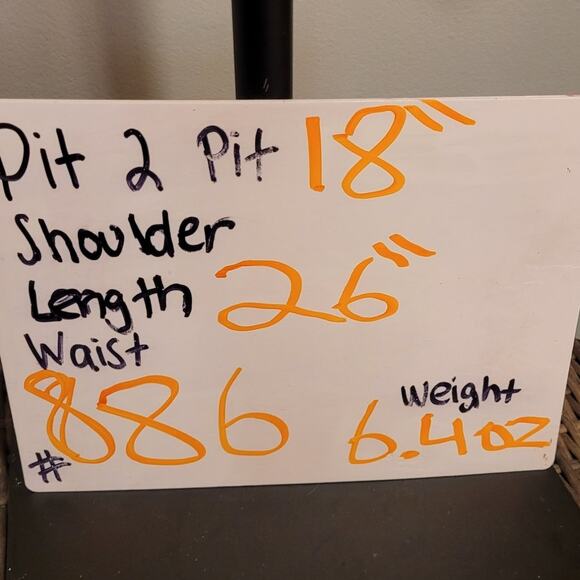 Pit 2 Pit 18"
Shoulder
Length 26"
Waist
# 886
Weight
6.4oz